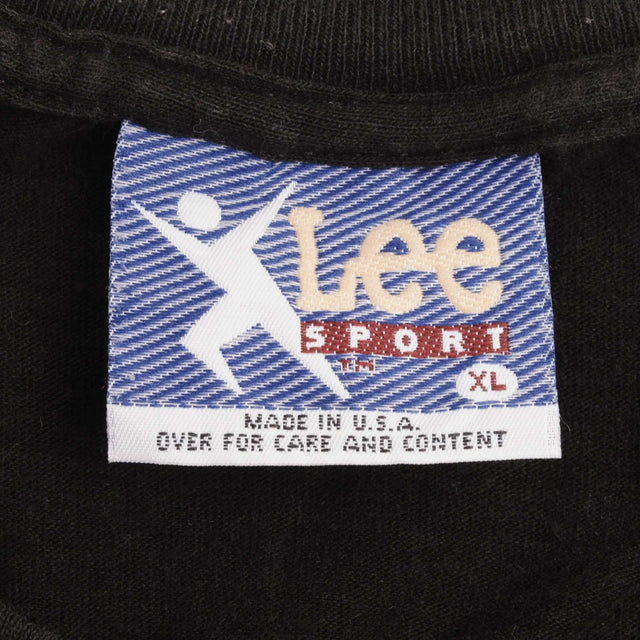 Lee
SPORT
TM
XL
MADE IN U.S.A.
OVER FOR CARE AND CONTENT